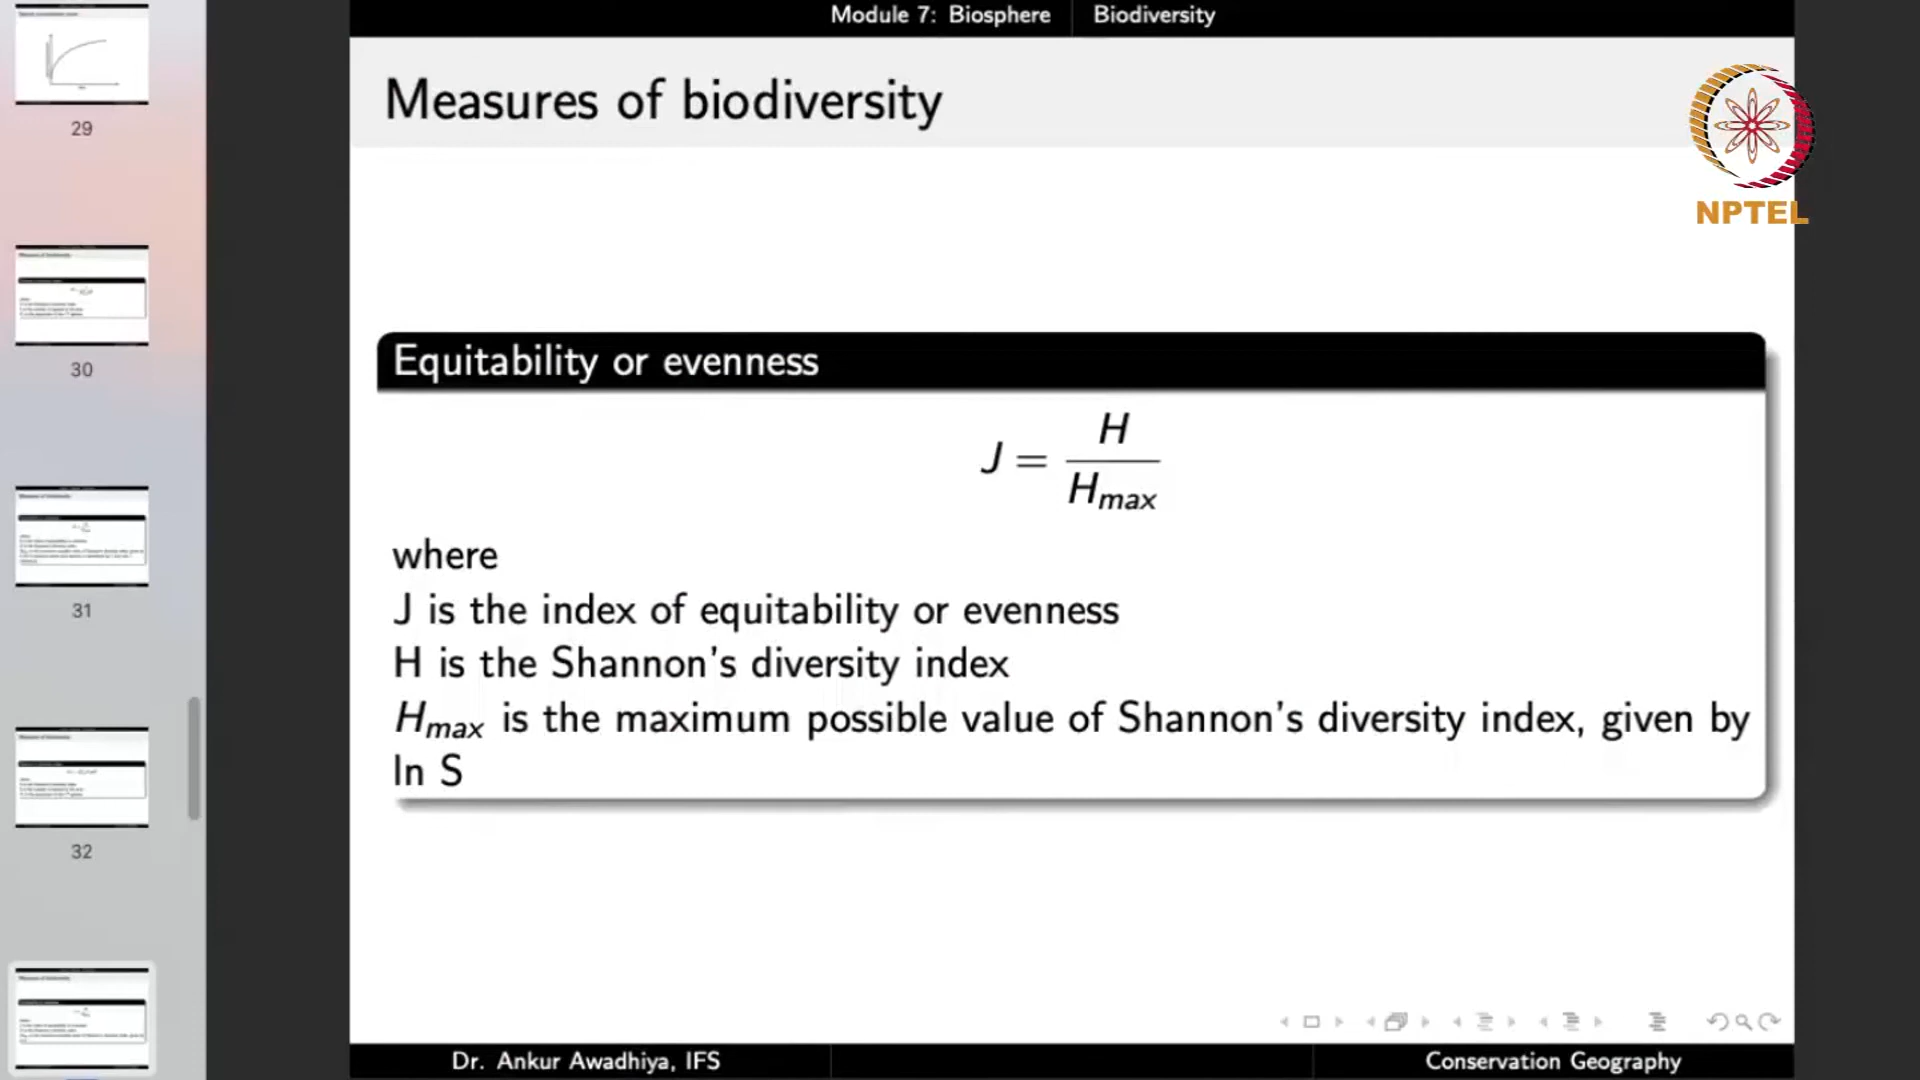 Module 7: Biosphere Biodiversity
Measures of biodiversity
NPTEL
Equitability or evenness
J = H / H_max
where
J is the index of equitability or evenness
H is the Shannon's diversity index
H_max is the maximum possible value of Shannon's diversity index, given by
ln S
Dr. Ankur Awadhiya, IFS Conservation Geography
29
30
31
32